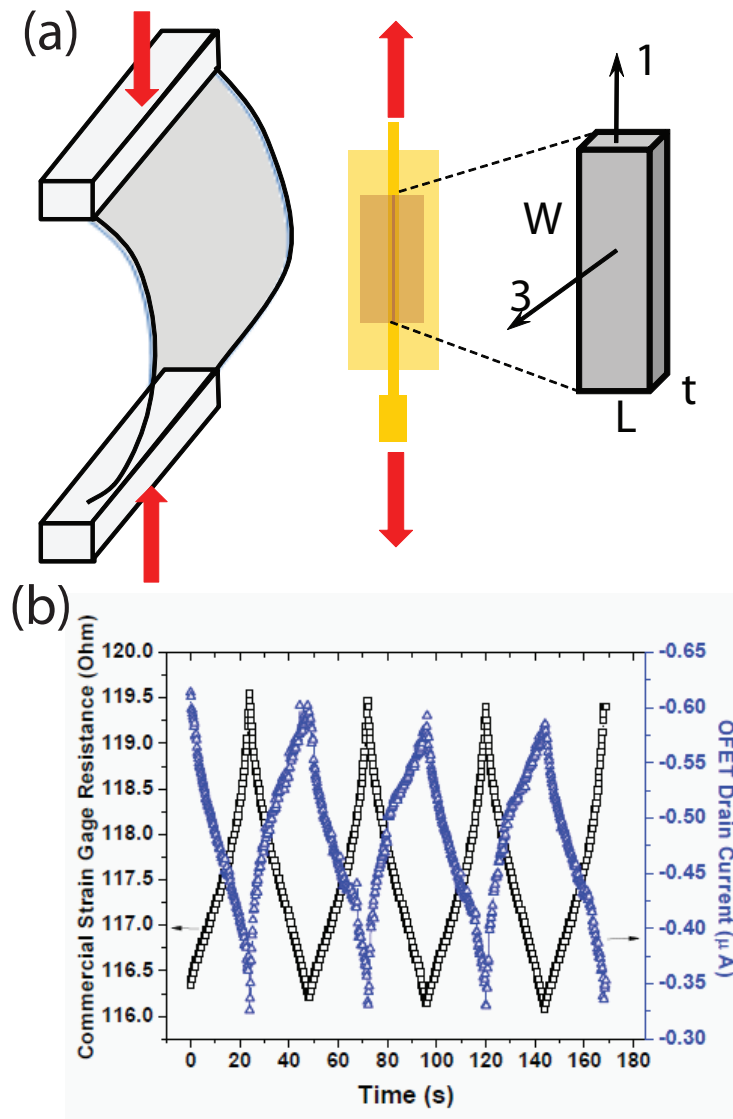 (a)
1
W
3
t
L
(b)
Commercial Strain Gage Resistance (Ohm)
120.0
119.5
119.0
118.5
118.0
117.5
117.0
116.5
116.0
-0.65
-0.60
-0.55
-0.50
-0.45
-0.40
-0.35
-0.30
OFET Drain Current (μ A)
0 20 40 60 80 100 120 140 160 180
Time (s)